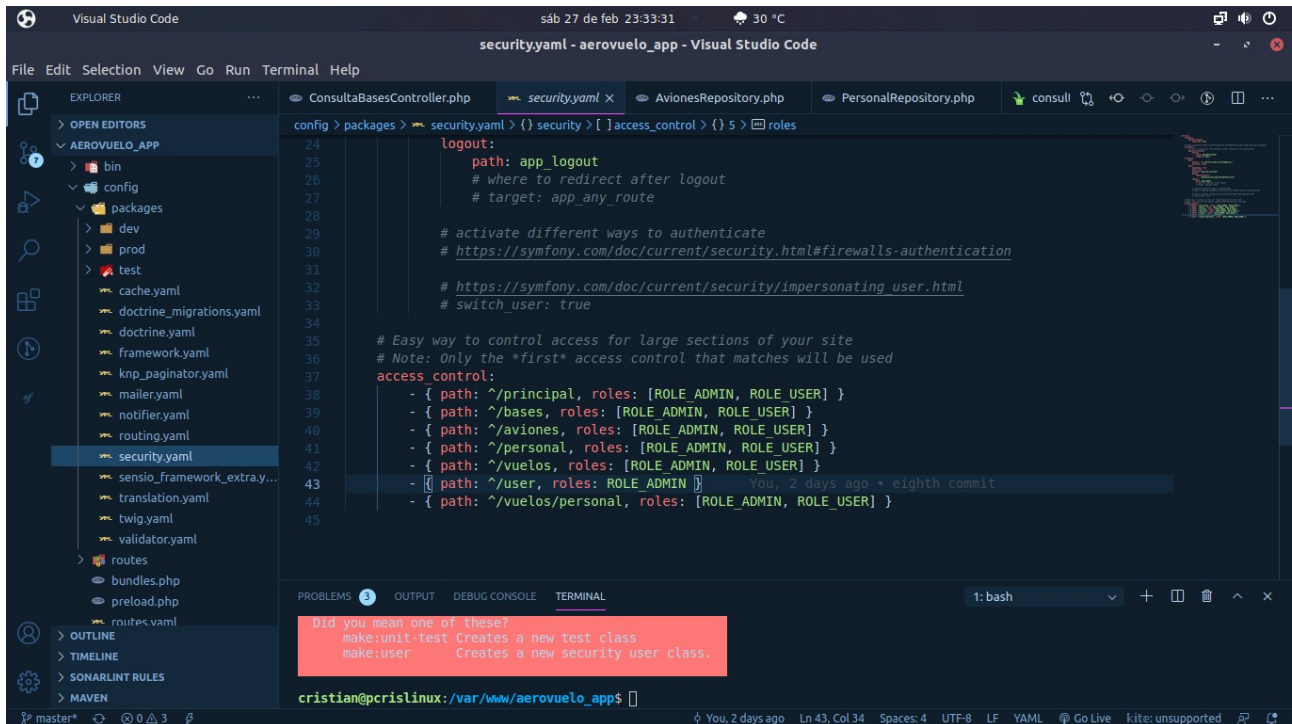 Visual Studio Code
sáb 27 de feb 23:33:31
30 °C
security.yaml - aerovuelo_app - Visual Studio Code
File Edit Selection View Go Run Terminal Help
EXPLORER
ConsultaBasesController.php
security.yaml
AvionesRepository.php
PersonalRepository.php
consul
OPEN EDITORS
AEROVUELO_APP
bin
config
packages
dev
prod
test
cache.yaml
doctrine_migrations.yaml
doctrine.yaml
framework.yaml
knp_paginator.yaml
mailer.yaml
notifier.yaml
routing.yaml
security.yaml
sensio_framework_extra.y...
translation.yaml
twig.yaml
validator.yaml
routes
bundles.php
preload.php
routes.yaml
OUTLINE
TIMELINE
SONARLINT RULES
MAVEN
7
config > packages > security.yaml > {} security > [ ] access_control > {} 5 > roles
24 logout:
25 path: app_logout
26 # where to redirect after logout
27 # target: app_any_route
28
29 # activate different ways to authenticate
30 # https://symfony.com/doc/current/security.html#firewalls-authentication
31
32 # https://symfony.com/doc/current/security/impersonating_user.html
33 # switch_user: true
34
35 # Easy way to control access for large sections of your site
36 # Note: Only the *first* access control that matches will be used
37 access_control:
38 - { path: ^/principal, roles: [ROLE_ADMIN, ROLE_USER] }
39 - { path: ^/bases, roles: [ROLE_ADMIN, ROLE_USER] }
40 - { path: ^/aviones, roles: [ROLE_ADMIN, ROLE_USER] }
41 - { path: ^/personal, roles: [ROLE_ADMIN, ROLE_USER] }
42 - { path: ^/vuelos, roles: [ROLE_ADMIN, ROLE_USER] }
43 - { path: ^/user, roles: ROLE_ADMIN } You, 2 days ago • eighth commit
44 - { path: ^/vuelos/personal, roles: [ROLE_ADMIN, ROLE_USER] }
45
PROBLEMS 3 OUTPUT DEBUG CONSOLE TERMINAL
1: bash
Did you mean one of these?
make:unit-test Creates a new test class
make:user Creates a new security user class.
cristian@pcrislinux:/var/www/aerovuelo_app$
master* 0 3
You, 2 days ago Ln 43, Col 34 Spaces: 4 UTF-8 LF YAML Go Live kite: unsupported